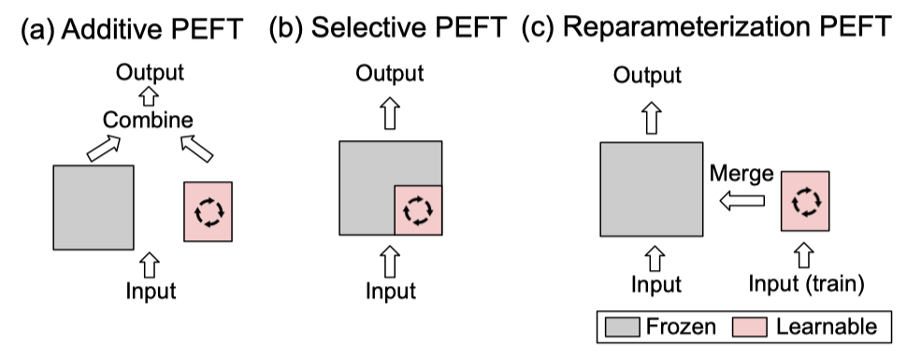 (a) Additive PEFT
Output
Combine
Input
(b) Selective PEFT
Output
Input
(c) Reparameterization PEFT
Output
Merge
Input
Input (train)
Frozen
Learnable